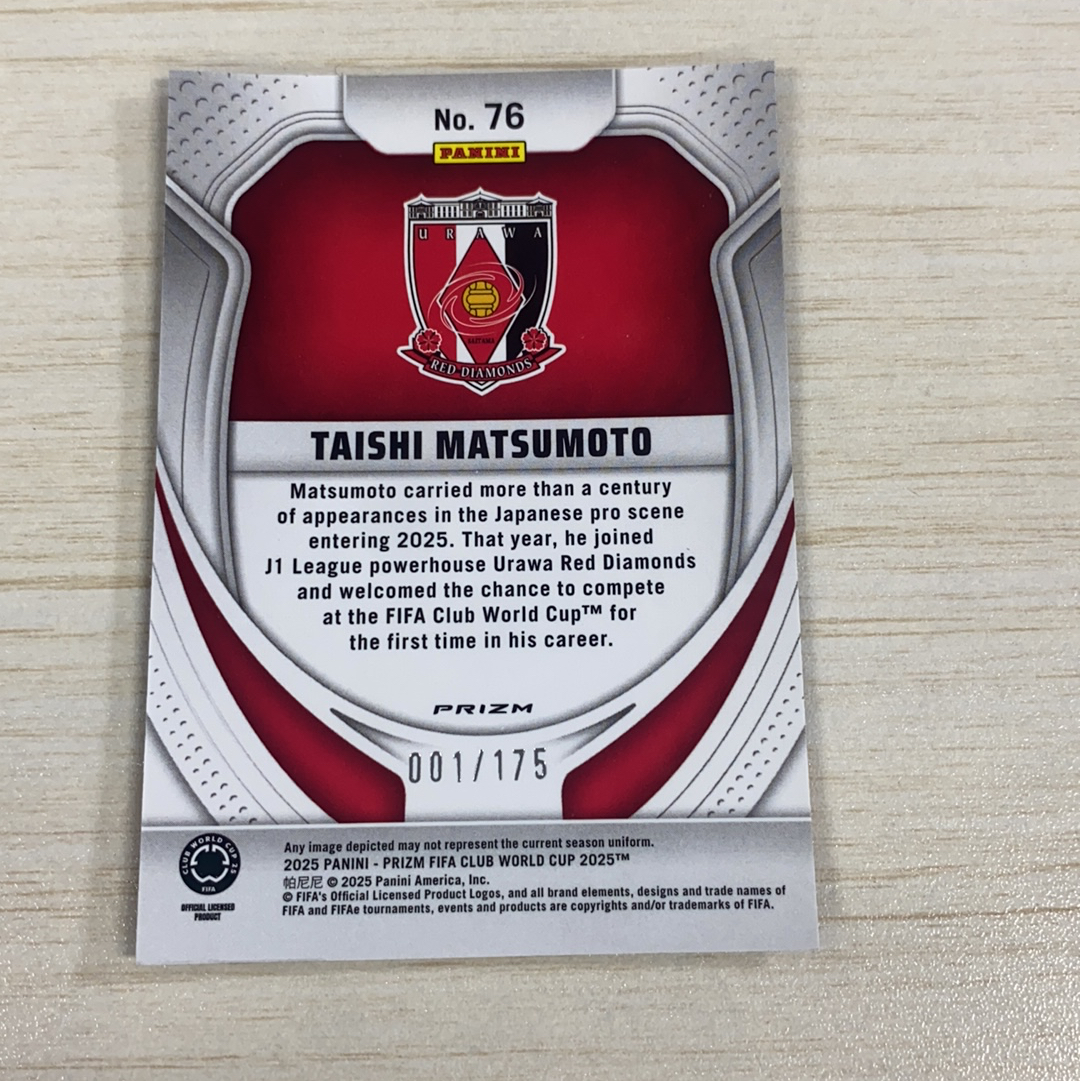 No. 76
PANINI
URAWA
SAITAMA
RED DIAMONDS
TAISHI MATSUMOTO
Matsumoto carried more than a century
of appearances in the Japanese pro scene
entering 2025. That year, he joined
J1 League powerhouse Urawa Red Diamonds
and welcomed the chance to compete
at the FIFA Club World Cup™ for
the first time in his career.
PRIZM
001/175
CLUB WORLD CUP 25
FIFA
OFFICIAL LICENSED
PRODUCT
Any image depicted may not represent the current season uniform.
2025 PANINI - PRIZM FIFA CLUB WORLD CUP 2025™
帕尼尼 © 2025 Panini America, Inc.
© FIFA's Official Licensed Product Logos, and all brand elements, designs and trade names of
FIFA and FIFAe tournaments, events and products are copyrights and/or trademarks of FIFA.